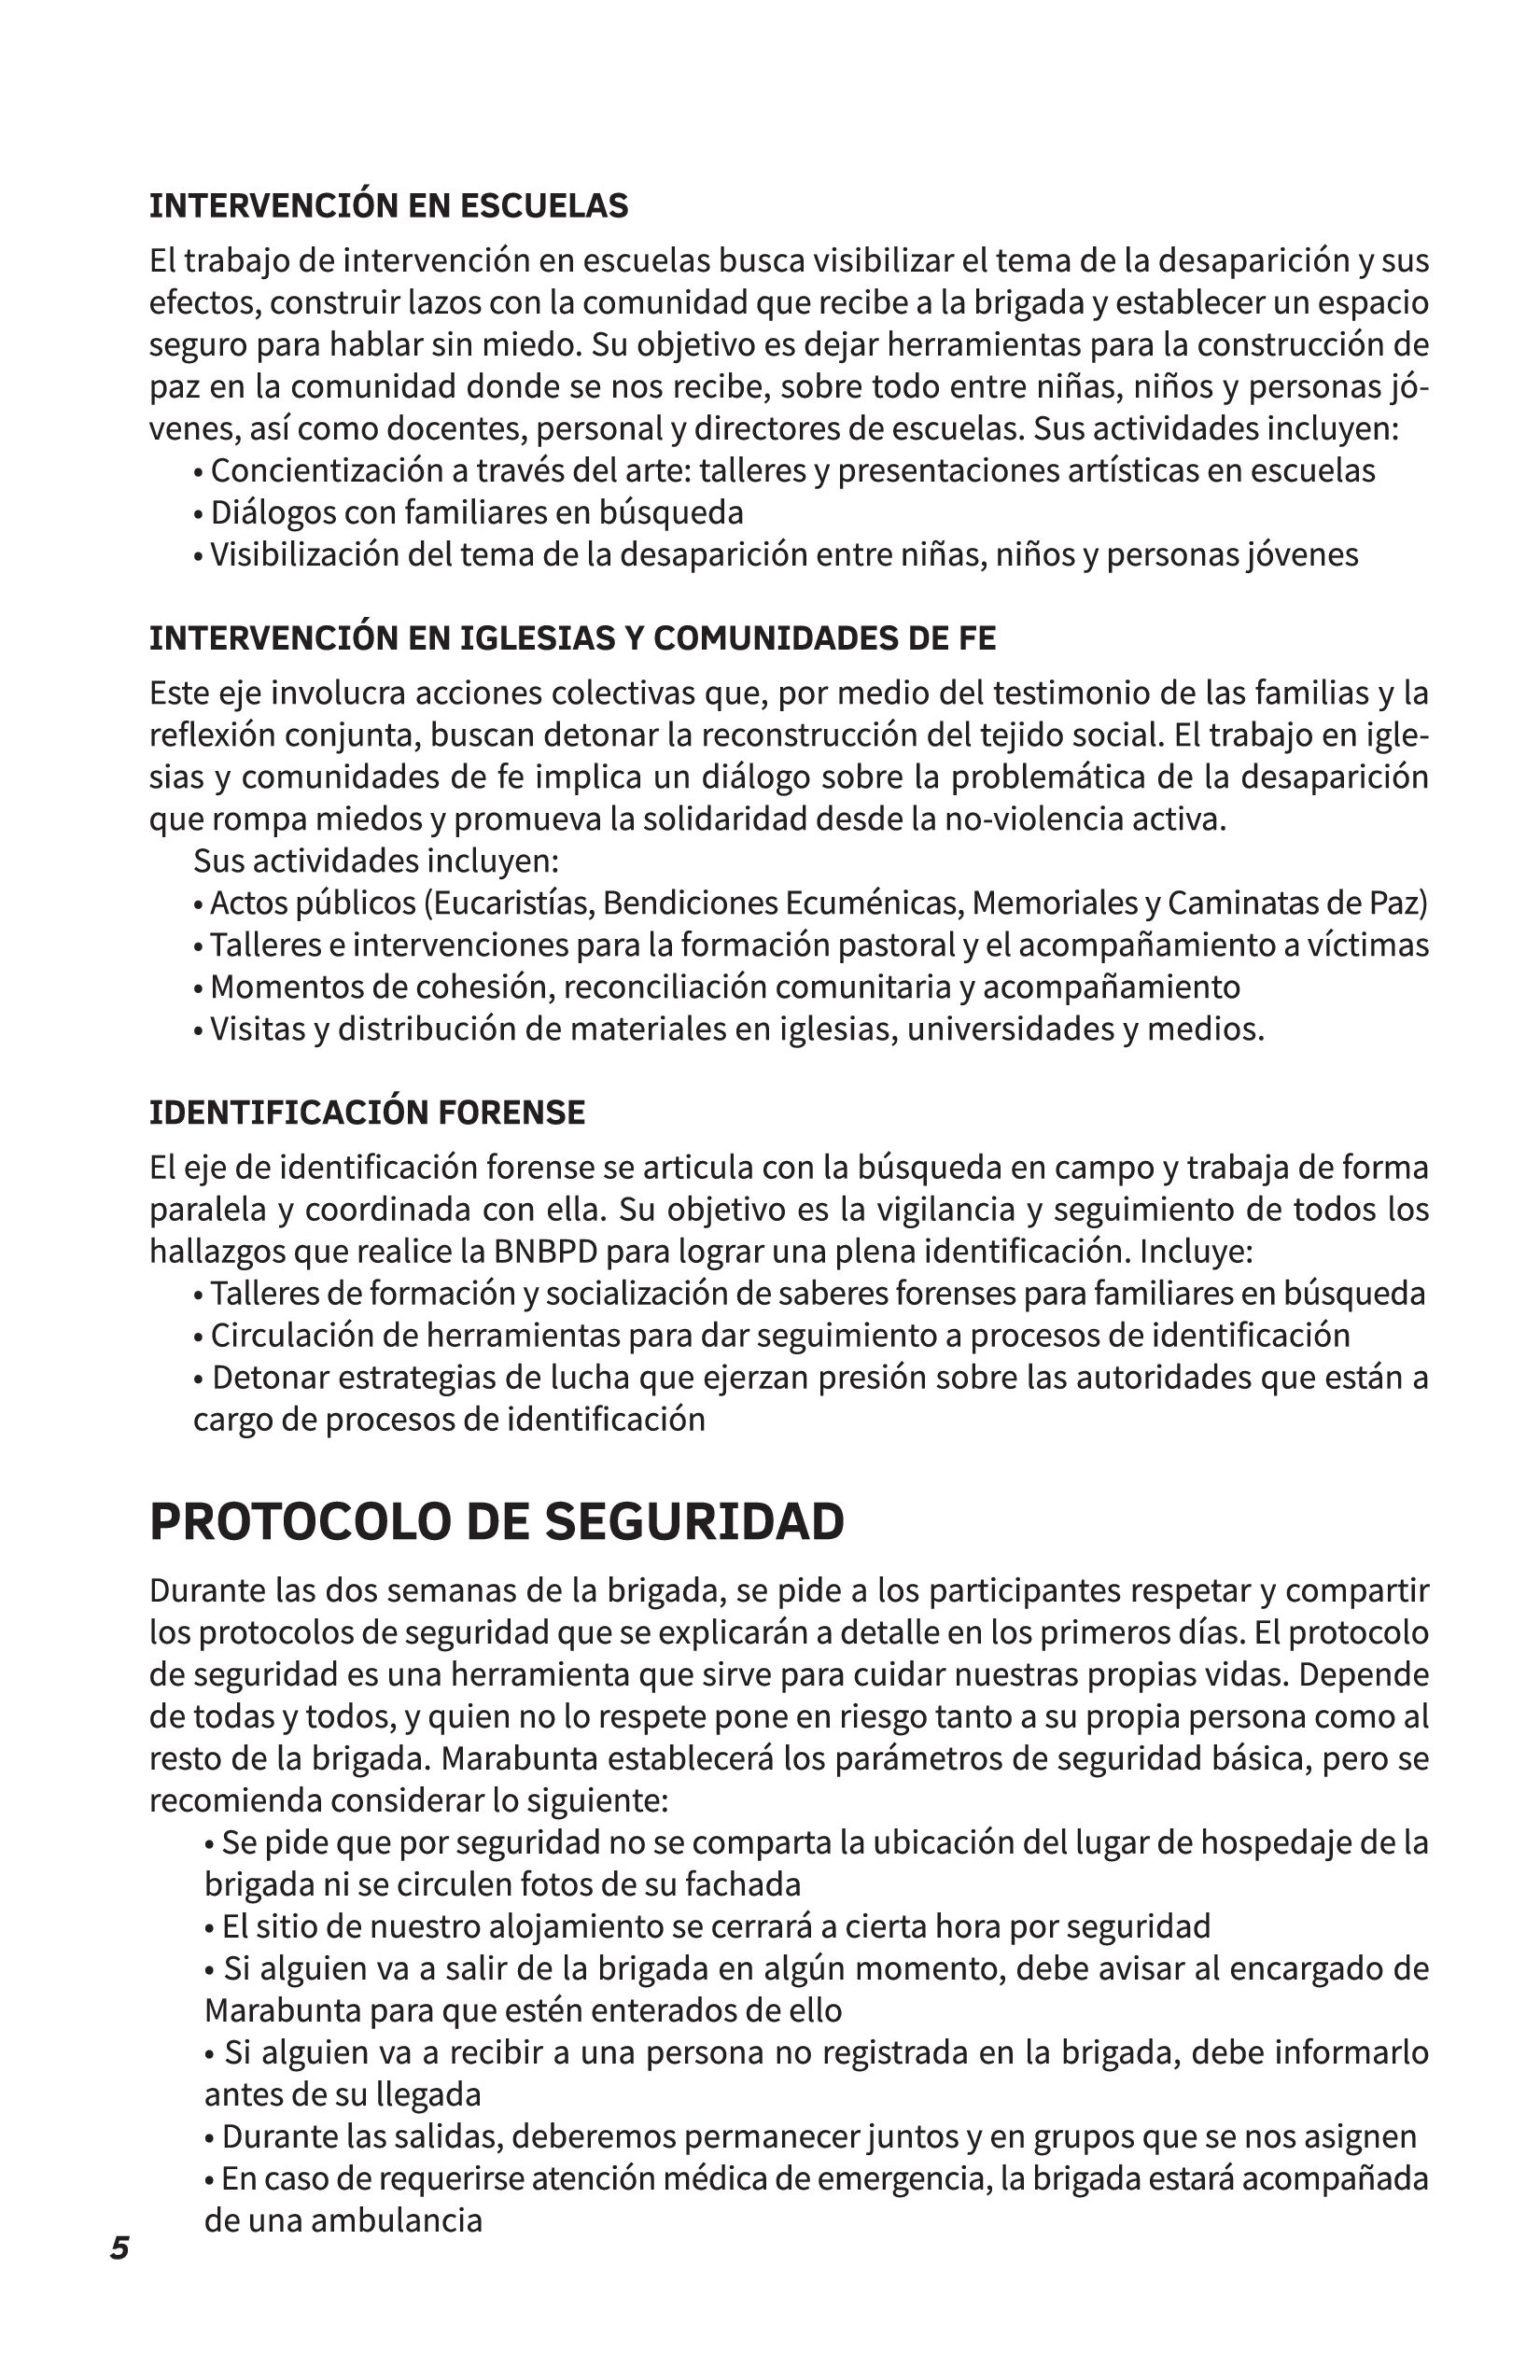 INTERVENCIÓN EN ESCUELAS
El trabajo de intervención en escuelas busca visibilizar el tema de la desaparición y sus
efectos, construir lazos con la comunidad que recibe a la brigada y establecer un espacio
seguro para hablar sin miedo. Su objetivo es dejar herramientas para la construcción de
paz en la comunidad donde se nos recibe, sobre todo entre niñas, niños y personas jó-
venes, así como docentes, personal y directores de escuelas. Sus actividades incluyen:
• Concientización a través del arte: talleres y presentaciones artísticas en escuelas
• Diálogos con familiares en búsqueda
• Visibilización del tema de la desaparición entre niñas, niños y personas jóvenes
INTERVENCIÓN EN IGLESIAS Y COMUNIDADES DE FE
Este eje involucra acciones colectivas que, por medio del testimonio de las familias y la
reflexión conjunta, buscan detonar la reconstrucción del tejido social. El trabajo en igle-
sias y comunidades de fe implica un diálogo sobre la problemática de la desaparición
que rompa miedos y promueva la solidaridad desde la no-violencia activa.
Sus actividades incluyen:
• Actos públicos (Eucaristías, Bendiciones Ecuménicas, Memoriales y Caminatas de Paz)
• Talleres e intervenciones para la formación pastoral y el acompañamiento a víctimas
• Momentos de cohesión, reconciliación comunitaria y acompañamiento
• Visitas y distribución de materiales en iglesias, universidades y medios.
IDENTIFICACIÓN FORENSE
El eje de identificación forense se articula con la búsqueda en campo y trabaja de forma
paralela y coordinada con ella. Su objetivo es la vigilancia y seguimiento de todos los
hallazgos que realice la BNBPD para lograr una plena identificación. Incluye:
• Talleres de formación y socialización de saberes forenses para familiares en búsqueda
• Circulación de herramientas para dar seguimiento a procesos de identificación
• Detonar estrategias de lucha que ejerzan presión sobre las autoridades que están a
cargo de procesos de identificación
PROTOCOLO DE SEGURIDAD
Durante las dos semanas de la brigada, se pide a los participantes respetar y compartir
los protocolos de seguridad que se explicarán a detalle en los primeros días. El protocolo
de seguridad es una herramienta que sirve para cuidar nuestras propias vidas. Depende
de todas y todos, y quien no lo respete pone en riesgo tanto a su propia persona como al
resto de la brigada. Marabunta establecerá los parámetros de seguridad básica, pero se
recomienda considerar lo siguiente:
• Se pide que por seguridad no se comparta la ubicación del lugar de hospedaje de la
brigada ni se circulen fotos de su fachada
• El sitio de nuestro alojamiento se cerrará a cierta hora por seguridad
• Si alguien va a salir de la brigada en algún momento, debe avisar al encargado de
Marabunta para que estén enterados de ello
• Si alguien va a recibir a una persona no registrada en la brigada, debe informarlo
antes de su llegada
• Durante las salidas, deberemos permanecer juntos y en grupos que se nos asignen
• En caso de requerirse atención médica de emergencia, la brigada estará acompañada
de una ambulancia
5